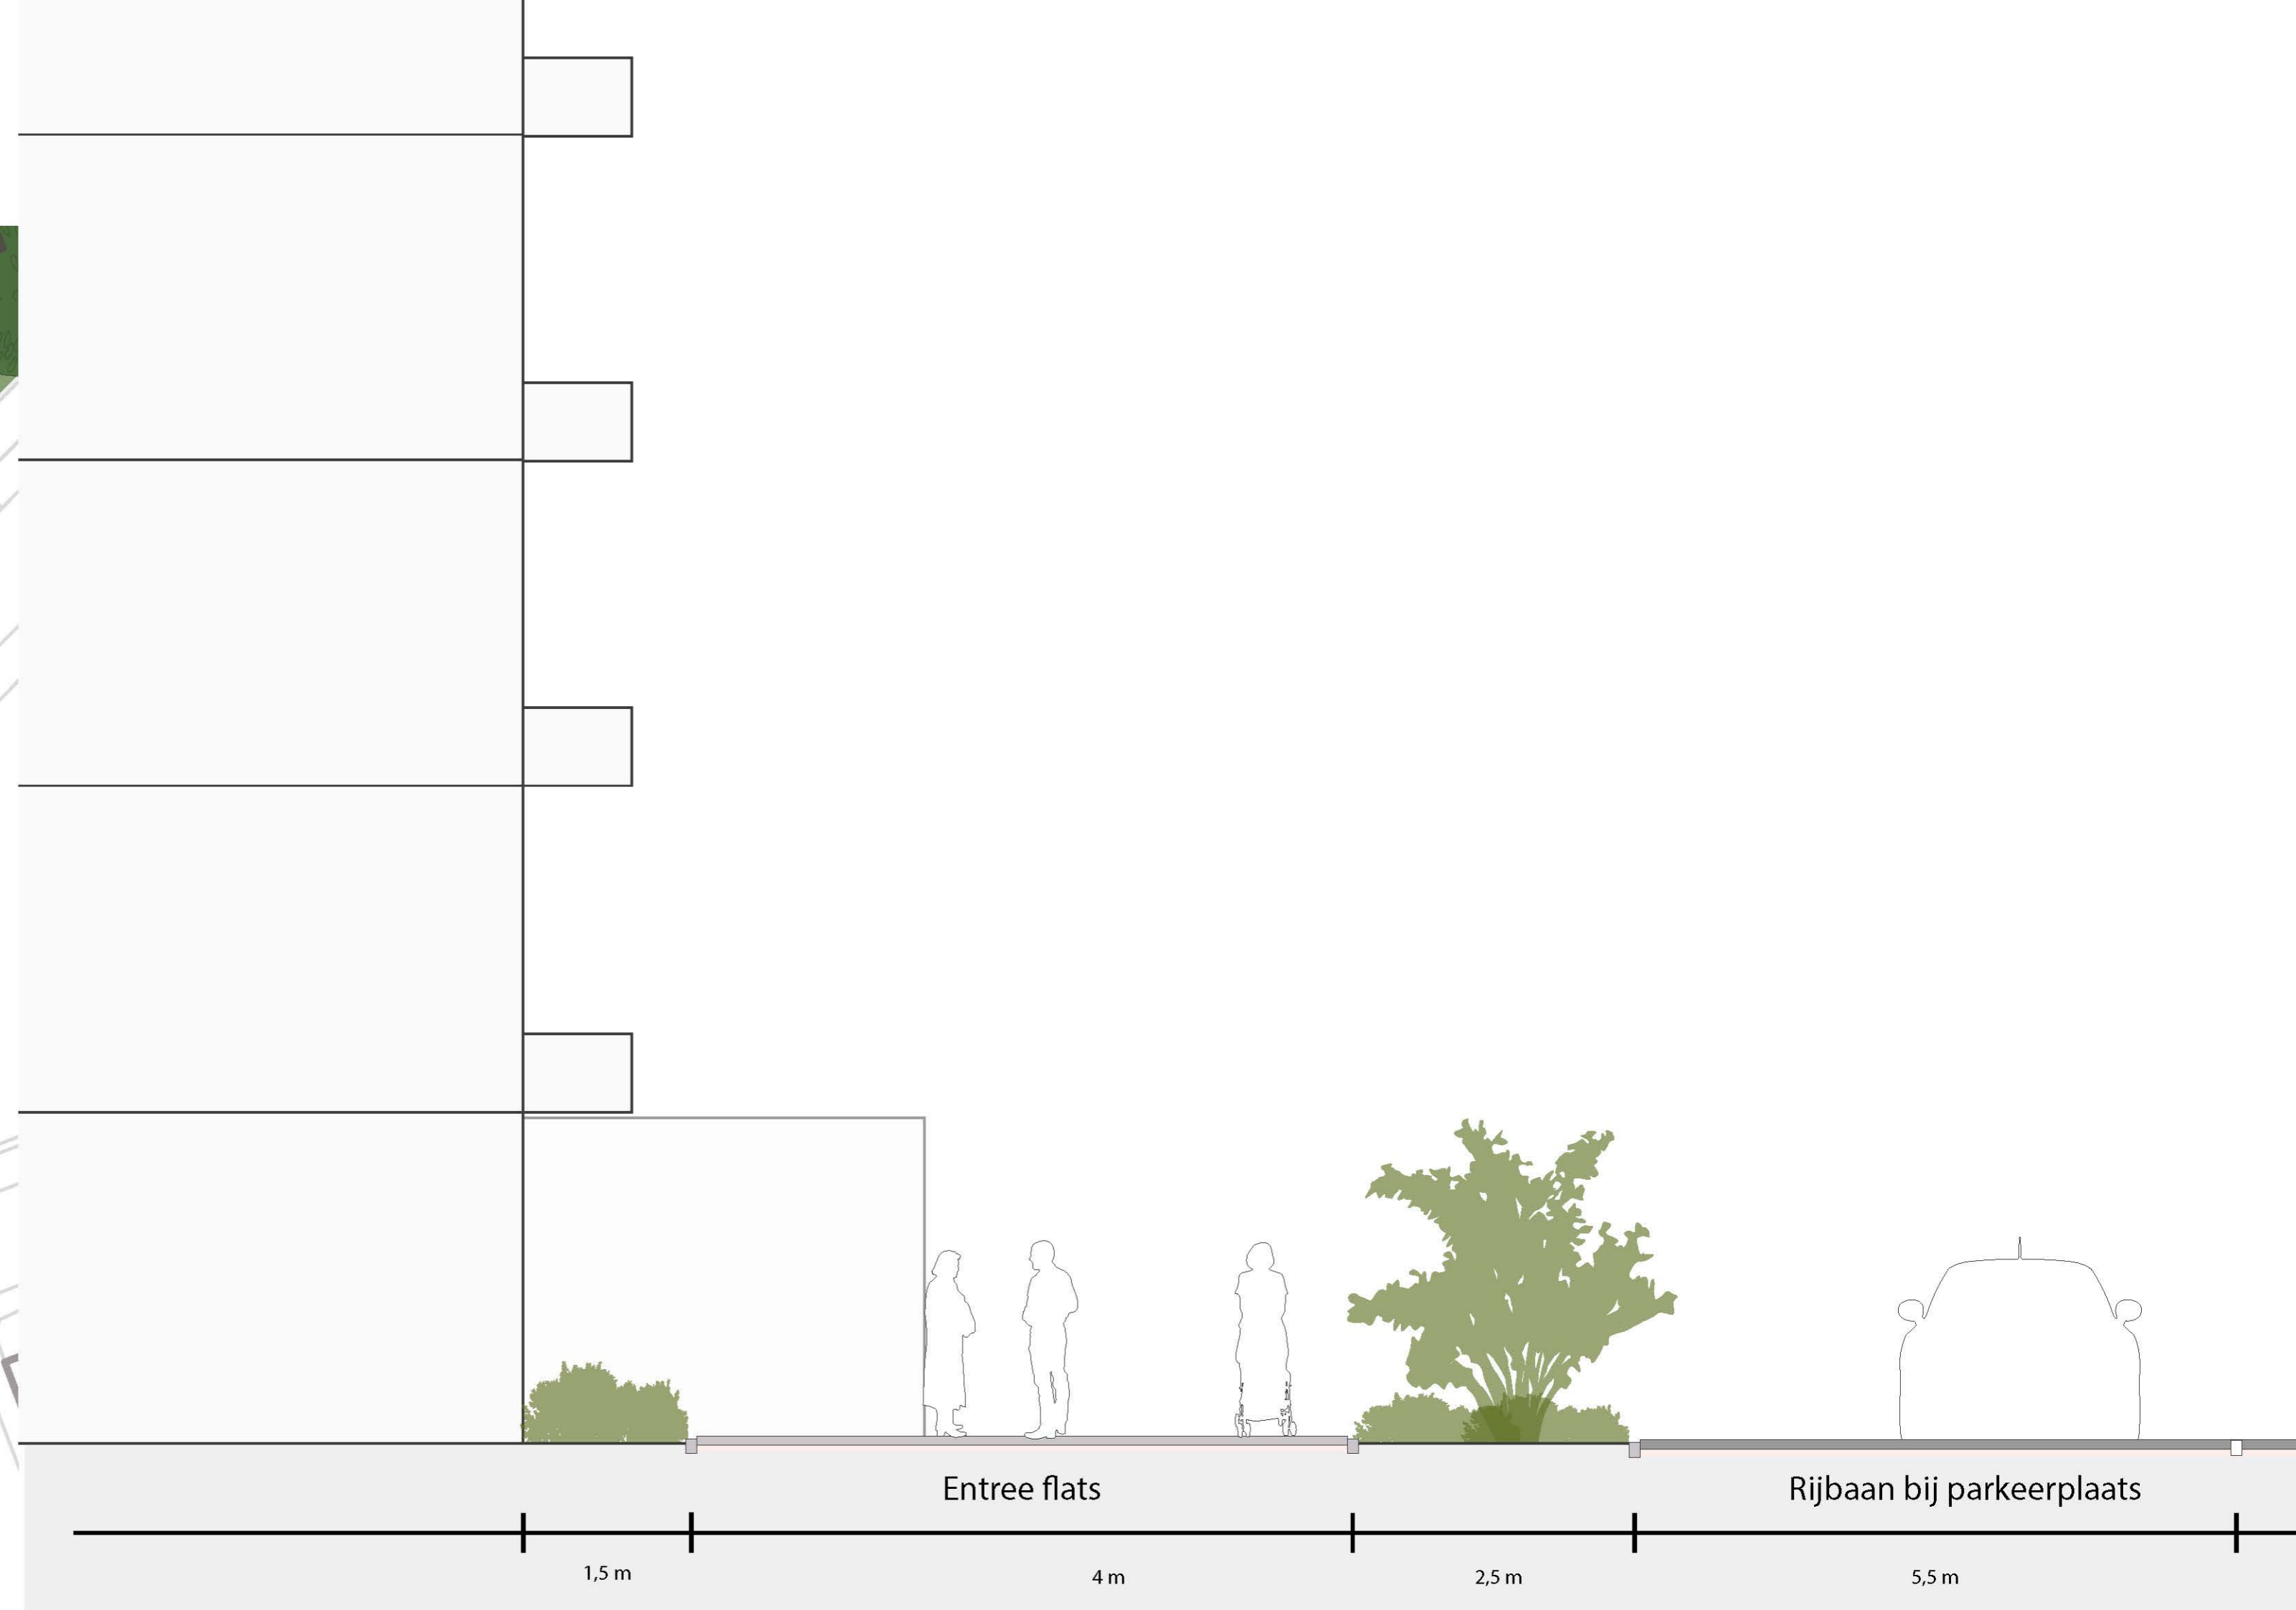 Entree flats
Rijbaan bij parkeerplaats
1,5 m
4 m
2,5 m
5,5 m